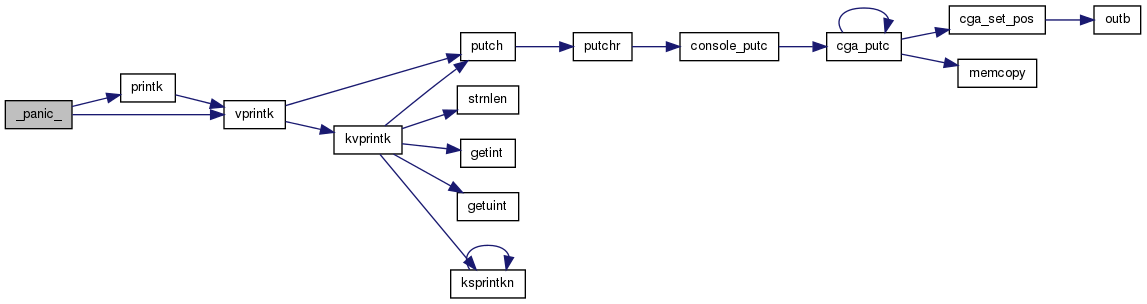 _panic_
printk
vprintk
kvprintk
putch
strnlen
getint
getuint
ksprintkn
putchr
console_putc
cga_putc
cga_set_pos
memcopy
outb